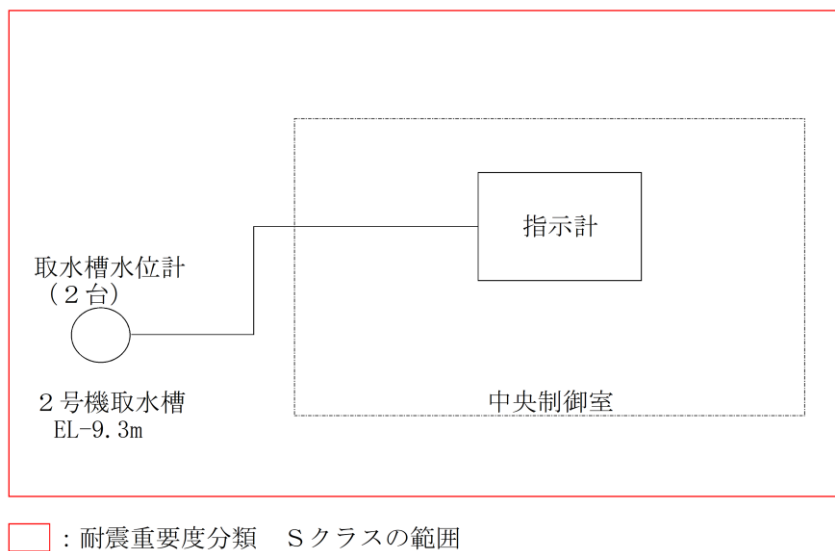 指示計
取水槽水位計
（２台）
２号機取水槽
EL-9.3m
中央制御室
：耐震重要度分類　Ｓクラスの範囲